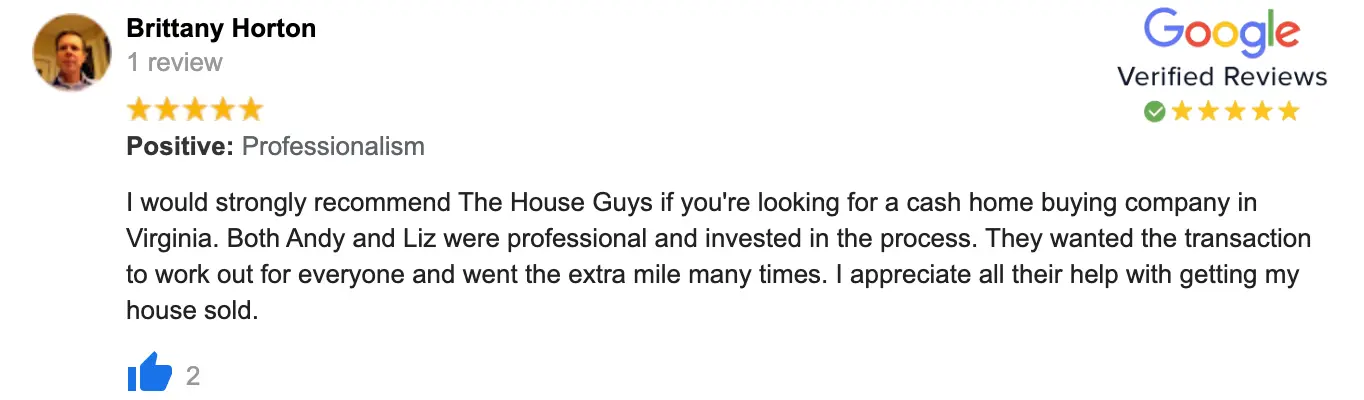 Brittany Horton
1 review
Positive: Professionalism
I would strongly recommend The House Guys if you're looking for a cash home buying company in
Virginia. Both Andy and Liz were professional and invested in the process. They wanted the transaction
to work out for everyone and went the extra mile many times. I appreciate all their help with getting my
house sold.
2
Google
Verified Reviews